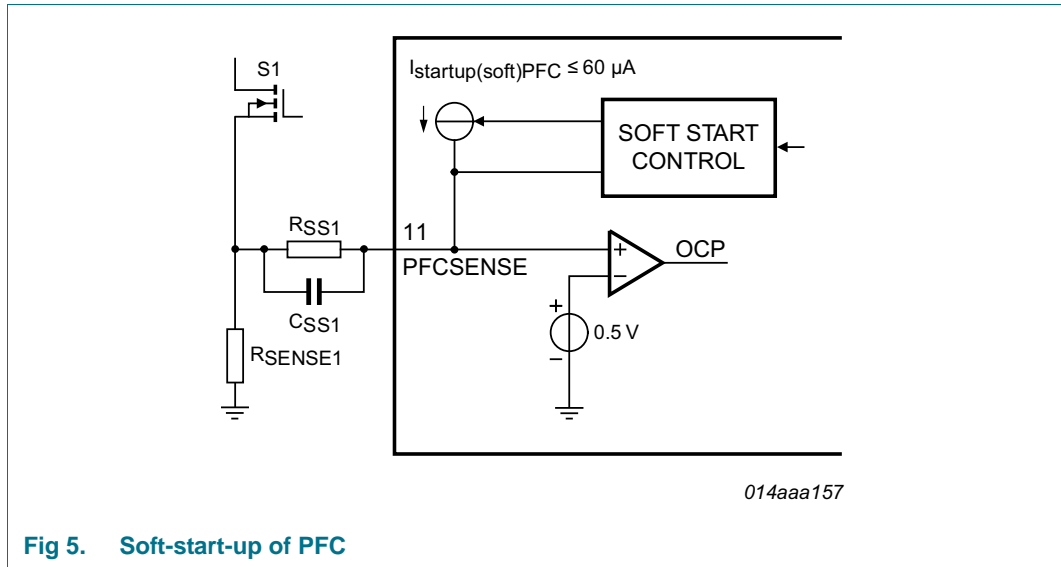 S1
Istartup(soft)PFC ≤ 60 μA
SOFT START
CONTROL
RSS1
11
PFCSENSE
CSS1
RSENSE1
+
−
OCP
+
0.5 V
−
014aaa157
Fig 5. Soft-start-up of PFC